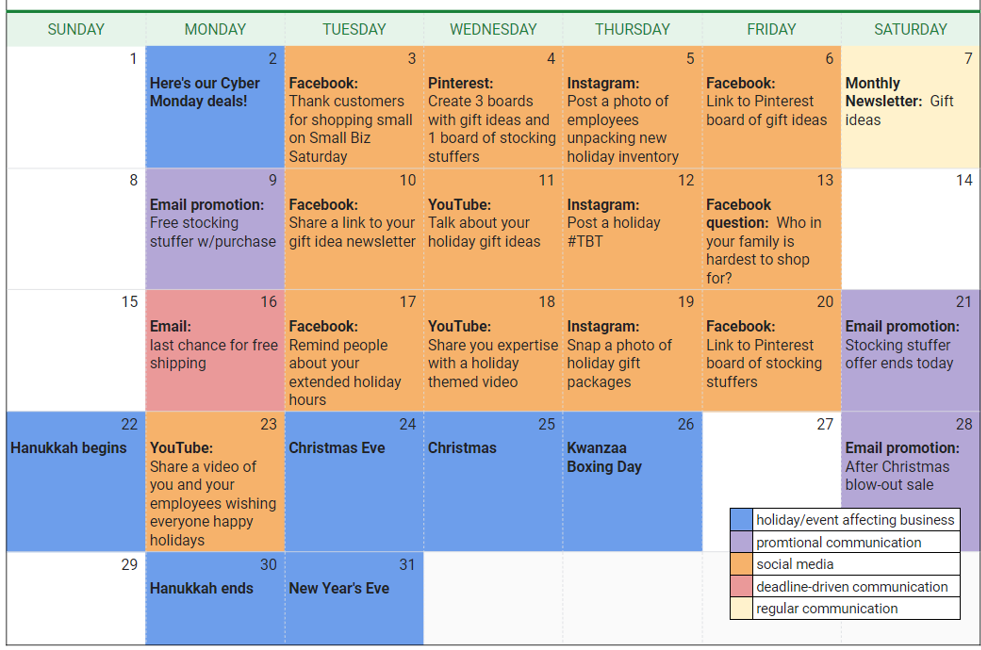 SUNDAY MONDAY TUESDAY WEDNESDAY THURSDAY FRIDAY SATURDAY
1
2
Here's our Cyber
Monday deals!
3
Facebook:
Thank customers
for shopping small
on Small Biz
Saturday
4
Pinterest:
Create 3 boards
with gift ideas and
1 board of stocking
stuffers
5
Instagram:
Post a photo of
employees
unpacking new
holiday inventory
6
Facebook:
Link to Pinterest
board of gift ideas
7
Monthly
Newsletter: Gift
ideas
8
9
Email promotion:
Free stocking
stuffer w/purchase
10
Facebook:
Share a link to your
gift idea newsletter
11
YouTube:
Talk about your
holiday gift ideas
12
Instagram:
Post a holiday
#TBT
13
Facebook
question: Who in
your family is
hardest to shop
for?
14
15
16
Email:
last chance for free
shipping
17
Facebook:
Remind people
about your
extended holiday
hours
18
YouTube:
Share you expertise
with a holiday
themed video
19
Instagram:
Snap a photo of
holiday gift
packages
20
Facebook:
Link to Pinterest
board of stocking
stuffers
21
Email promotion:
Stocking stuffer
offer ends today
22
Hanukkah begins
23
YouTube:
Share a video of
you and your
employees wishing
everyone happy
holidays
24
Christmas Eve
25
Christmas
26
Kwanzaa
Boxing Day
27
28
Email promotion:
After Christmas
blow-out sale
29
30
Hanukkah ends
31
New Year's Eve
holiday/event affecting business
promtional communication
social media
deadline-driven communication
regular communication